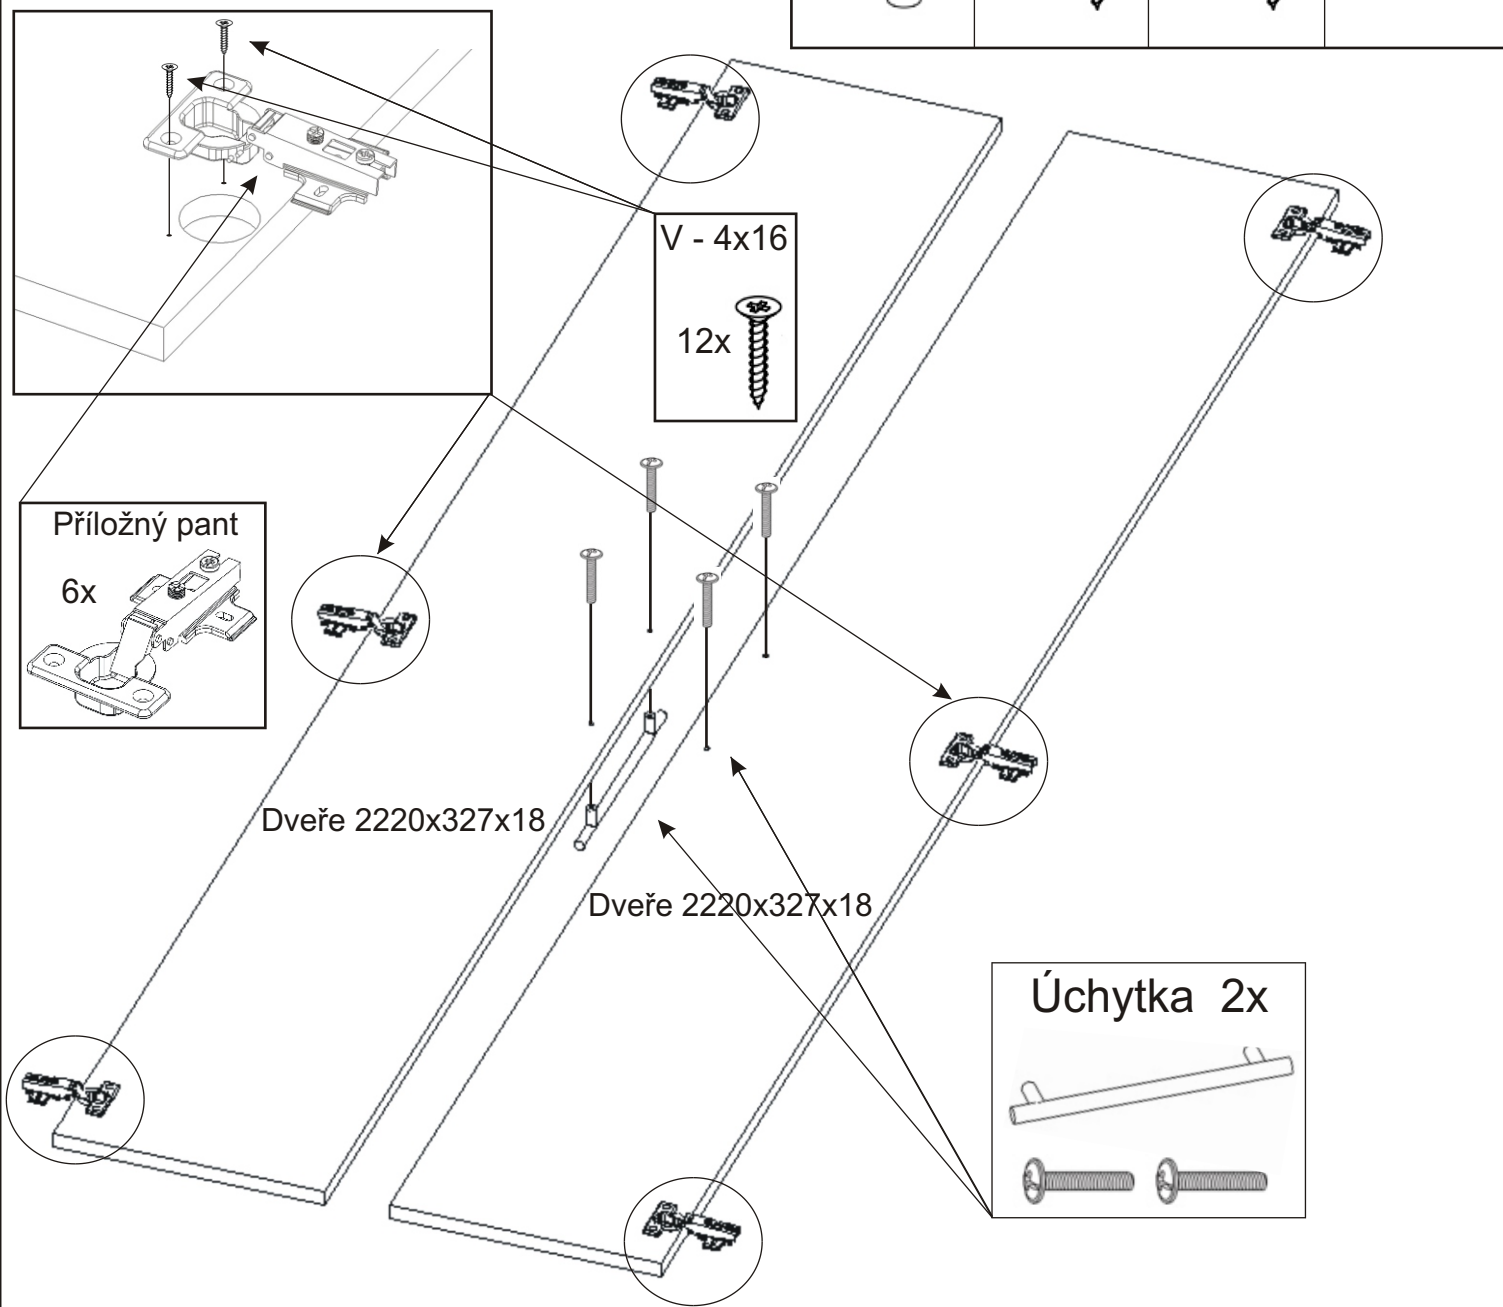 V - 4x16
12x
Příložný pant
6x
Dveře 2220x327x18
Dveře 2220x327x18
Úchytka 2x